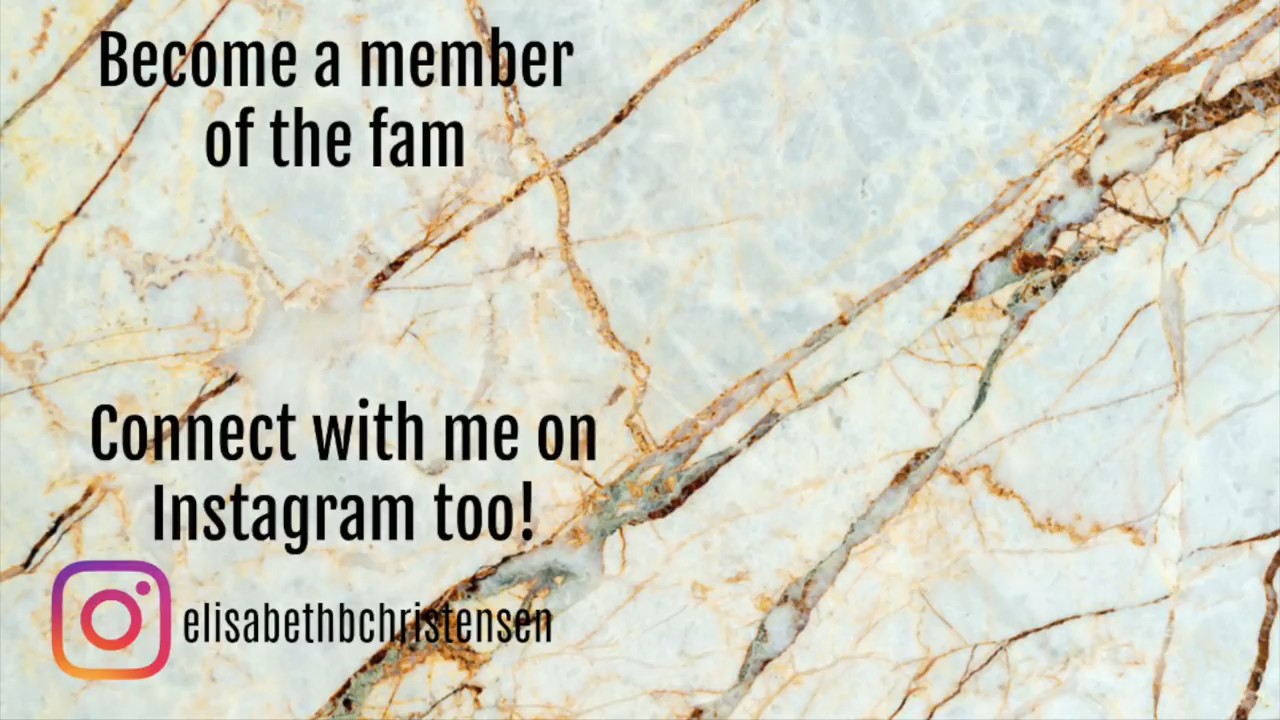 Become a member
of the fam
Connect with me on
Instagram too!
elisabethbchristensen